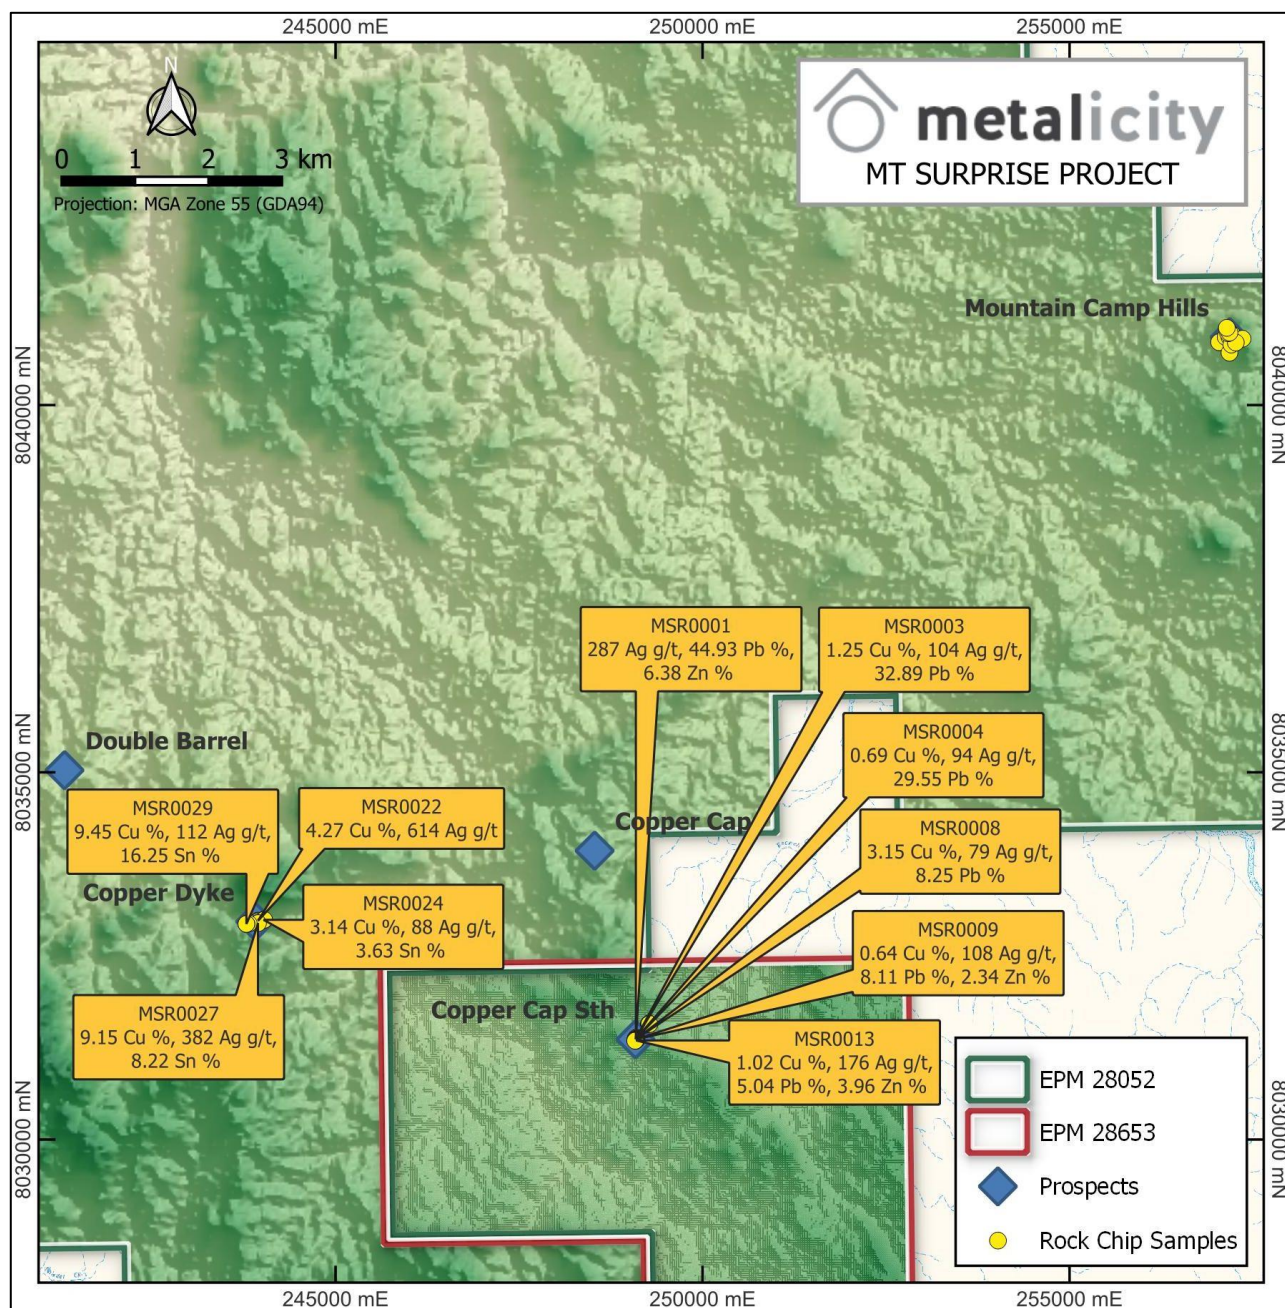 245000 mE
250000 mE
255000 mE
N
0 1 2 3 km
Projection: MGA Zone 55 (GDA94)
metalicity
MT SURPRISE PROJECT
Mountain Camp Hills
8040000 mN
8040000 mN
MSR0001
287 Ag g/t, 44.93 Pb %,
6.38 Zn %
MSR0003
1.25 Cu %, 104 Ag g/t,
32.89 Pb %
MSR0004
0.69 Cu %, 94 Ag g/t,
29.55 Pb %
Double Barrel
8035000 mN
8035000 mN
MSR0029
9.45 Cu %, 112 Ag g/t,
16.25 Sn %
MSR0022
4.27 Cu %, 614 Ag g/t
Copper Cap
MSR0008
3.15 Cu %, 79 Ag g/t,
8.25 Pb %
Copper Dyke
MSR0024
3.14 Cu %, 88 Ag g/t,
3.63 Sn %
MSR0009
0.64 Cu %, 108 Ag g/t,
8.11 Pb %, 2.34 Zn %
MSR0027
9.15 Cu %, 382 Ag g/t,
8.22 Sn %
Copper Cap Sth
MSR0013
1.02 Cu %, 176 Ag g/t,
5.04 Pb %, 3.96 Zn %
8030000 mN
8030000 mN
EPM 28052
EPM 28653
Prospects
Rock Chip Samples
245000 mE
250000 mE
255000 mE